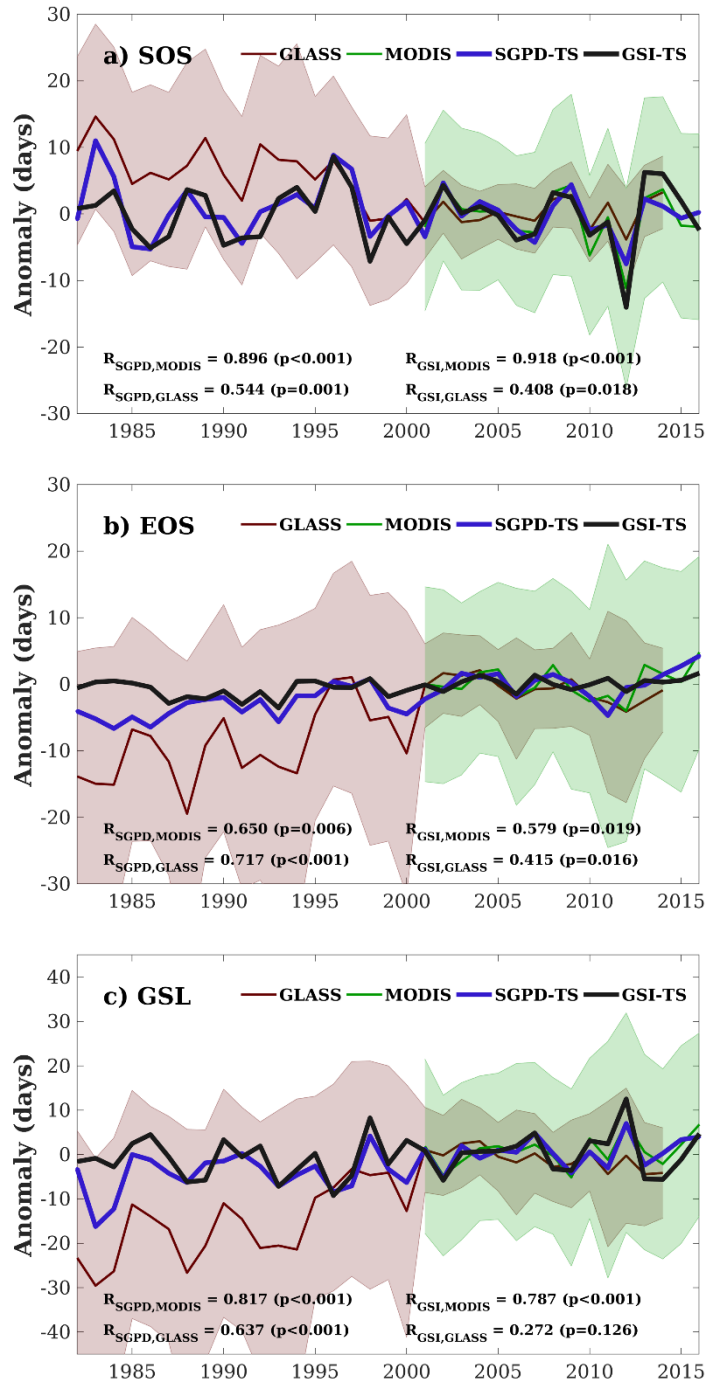 30
a) SOS
GLASS MODIS SGPD-TS GSI-TS
20
10
0
-10
-20
-30
Anomaly (days)
R_SGPD,MODIS = 0.896 (p<0.001) R_GSI,MODIS = 0.918 (p<0.001)
R_SGPD,GLASS = 0.544 (p=0.001) R_GSI,GLASS = 0.408 (p=0.018)
1985 1990 1995 2000 2005 2010 2015
30
b) EOS
GLASS MODIS SGPD-TS GSI-TS
20
10
0
-10
-20
-30
Anomaly (days)
R_SGPD,MODIS = 0.650 (p=0.006) R_GSI,MODIS = 0.579 (p=0.019)
R_SGPD,GLASS = 0.717 (p<0.001) R_GSI,GLASS = 0.415 (p=0.016)
1985 1990 1995 2000 2005 2010 2015
c) GSL
GLASS MODIS SGPD-TS GSI-TS
40
30
20
10
0
-10
-20
-30
-40
Anomaly (days)
R_SGPD,MODIS = 0.817 (p<0.001) R_GSI,MODIS = 0.787 (p<0.001)
R_SGPD,GLASS = 0.637 (p<0.001) R_GSI,GLASS = 0.272 (p=0.126)
1985 1990 1995 2000 2005 2010 2015